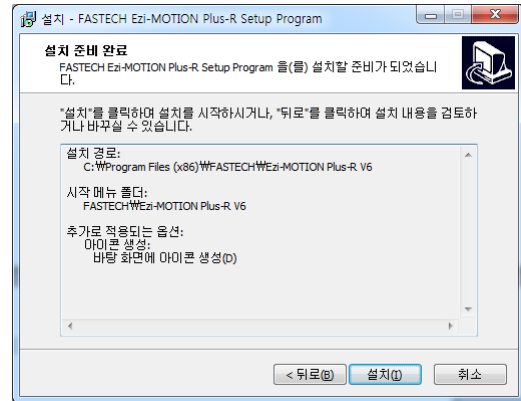 설치 - FASTECH Ezi-MOTION Plus-R Setup Program
설치 준비 완료
FASTECH Ezi-MOTION Plus-R Setup Program 을(를) 설치할 준비가 되었습니
다.
"설치"를 클릭하여 설치를 시작하시거나, "뒤로"를 클릭하여 설치 내용을 검토하
거나 바꾸실 수 있습니다.
설치 경로:
C:₩Program Files (x86)₩FASTECH₩Ezi-MOTION Plus-R V6
시작 메뉴 폴더:
FASTECH₩Ezi-MOTION Plus-R V6
추가로 적용되는 옵션:
아이콘 생성:
바탕 화면에 아이콘 생성(D)
< 뒤로(B) 설치(I) 취소